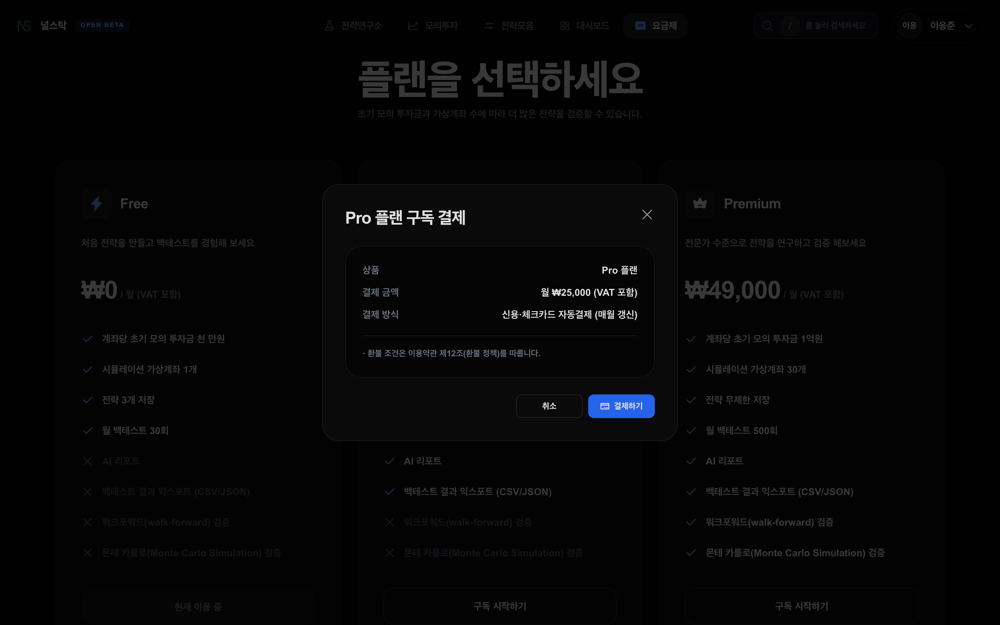 NS 널스탁 OPEN BETA
전략연구소
모의투자
전략모음
대시보드
요금제
/ 를 눌러 검색하세요
이응 이응준
플랜을 선택하세요
초기 모의 투자금과 가상계좌 수에 따라 더 많은 전략을 검증할 수 있습니다.
Free
처음 전략을 만들고 백테스트를 경험해 보세요
₩0 / 월 (VAT 포함)
계좌당 초기 모의 투자금 천 만원
시뮬레이션 가상계좌 1개
전략 3개 저장
월 백테스트 30회
AI 리포트
백테스트 결과 익스포트 (CSV/JSON)
워크포워드(walk-forward) 검증
몬테 카를로(Monte Carlo Simulation) 검증
현재 이용 중
Pro 플랜 구독 결제
상품 Pro 플랜
결제 금액 월 ₩25,000 (VAT 포함)
결제 방식 신용·체크카드 자동결제 (매월 갱신)
· 환불 조건은 이용약관 제12조(환불 정책)를 따릅니다.
취소
결제하기
AI 리포트
백테스트 결과 익스포트 (CSV/JSON)
워크포워드(walk-forward) 검증
몬테 카를로(Monte Carlo Simulation) 검증
구독 시작하기
Premium
전문가 수준으로 전략을 연구하고 검증 해보세요
₩49,000 / 월 (VAT 포함)
계좌당 초기 모의 투자금 1억원
시뮬레이션 가상계좌 30개
전략 무제한 저장
월 백테스트 500회
AI 리포트
백테스트 결과 익스포트 (CSV/JSON)
워크포워드(walk-forward) 검증
몬테 카를로(Monte Carlo Simulation) 검증
구독 시작하기